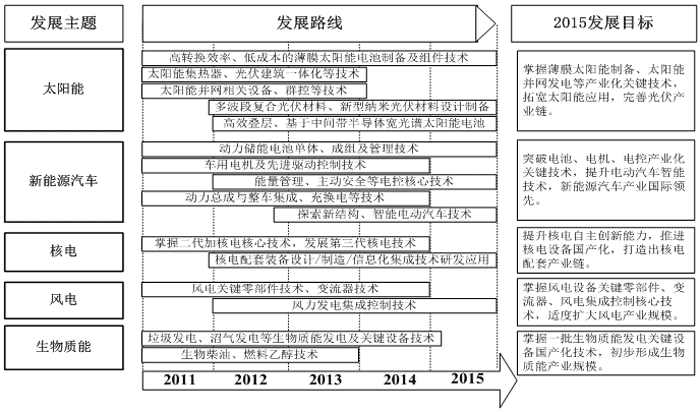 发展主题
发展路线
2015发展目标
太阳能
高转换效率、低成本的薄膜太阳能电池制备及组件技术
太阳能集热器、光伏建筑一体化等技术
太阳能并网相关设备、群控等技术
多波段复合光伏材料、新型纳米光伏材料设计制备
高效叠层、基于中间带半导体宽光谱太阳能电池
掌握薄膜太阳能制备、太阳能
并网发电等产业化关键技术，
拓宽太阳能应用，完善光伏产
业链。
新能源汽车
动力储能电池单体、成组及管理技术
车用电机及先进驱动控制技术
能量管理、主动安全等电控核心技术
动力总成与整车集成、充换电等技术
探索新结构、智能电动汽车技术
突破电池、电机、电控产业化
关键技术，提升电动汽车智能
技术，新能源汽车产业国际领
先。
核电
掌握二代加核电核心技术，发展第三代核电技术
核电配套装备设计/制造/信息化集成技术研发应用
提升核电自主创新能力，推进
核电设备国产化，打造出核电
配套产业链。
风电
风电关键零部件技术、变流器技术
风力发电集成控制技术
掌握风电设备关键零部件、变
流器、风电集成控制核心技
术，适度扩大风电产业规模。
生物质能
垃圾发电、沼气发电等生物质能发电及关键设备技术
生物柴油、燃料乙醇技术
掌握一批生物质能发电关键设
备国产化技术，初步形成生物
质能产业规模。
2011 2012 2013 2014 2015